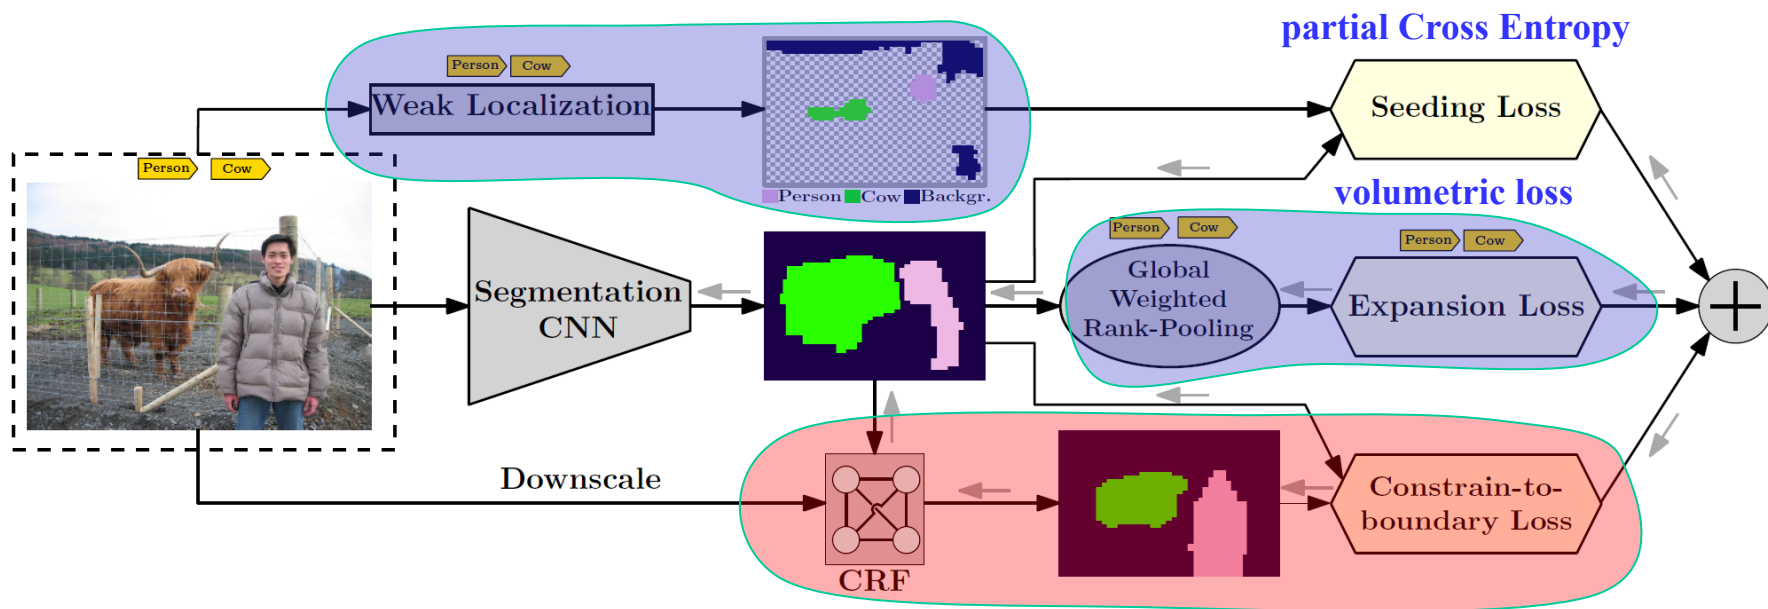 partial Cross Entropy
Person Cow
Weak Localization
Seeding Loss
Person Cow
Person Cow Backgr.
volumetric loss
Person Cow
Person Cow
Segmentation
CNN
Global
Weighted
Rank-Pooling
Expansion Loss
Downscale
CRF
Constrain-to-
boundary Loss